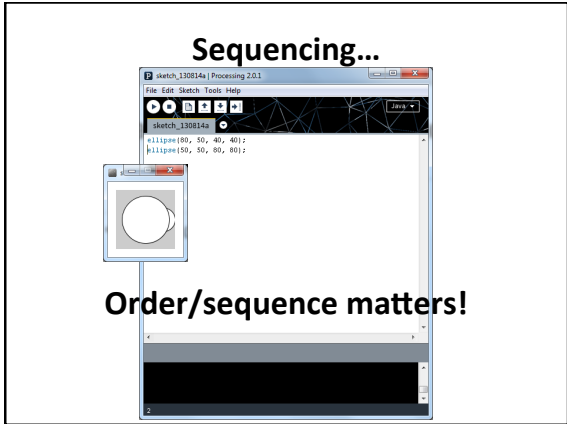 Sequencing…
sketch_130814a | Processing 2.0.1
File Edit Sketch Tools Help
Java
sketch_130814a
ellipse(80, 50, 40, 40);
ellipse(50, 50, 80, 80);
s
Order/sequence matters!
2